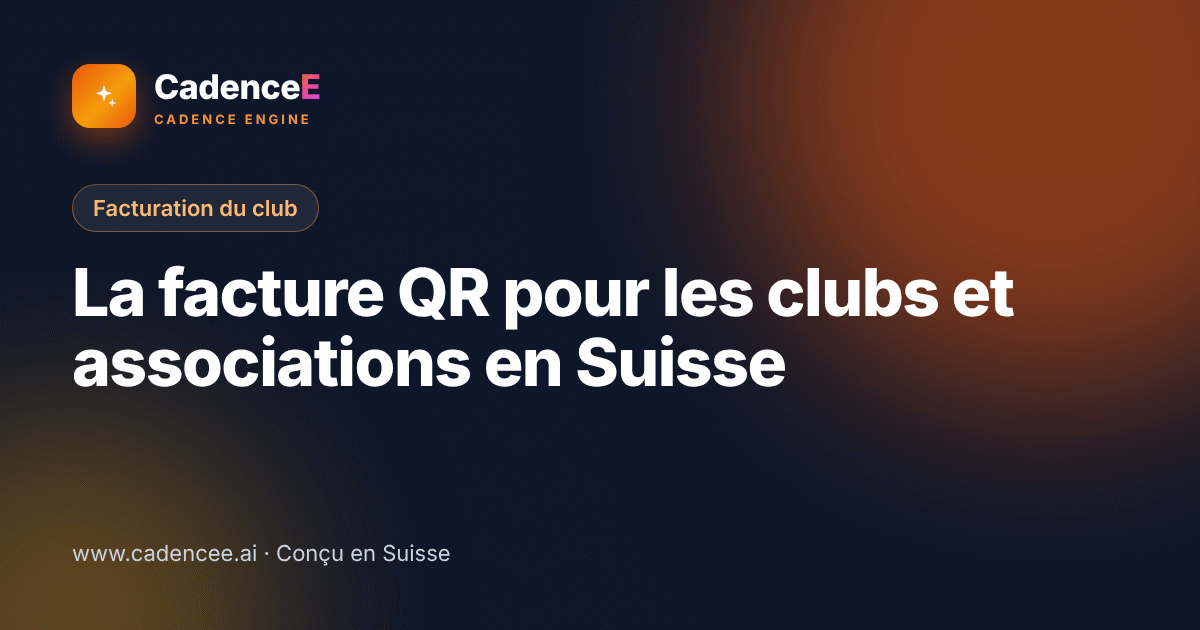 CadenceE
CADENCE ENGINE
Facturation du club
La facture QR pour les clubs et
associations en Suisse
www.cadencee.ai · Conçu en Suisse